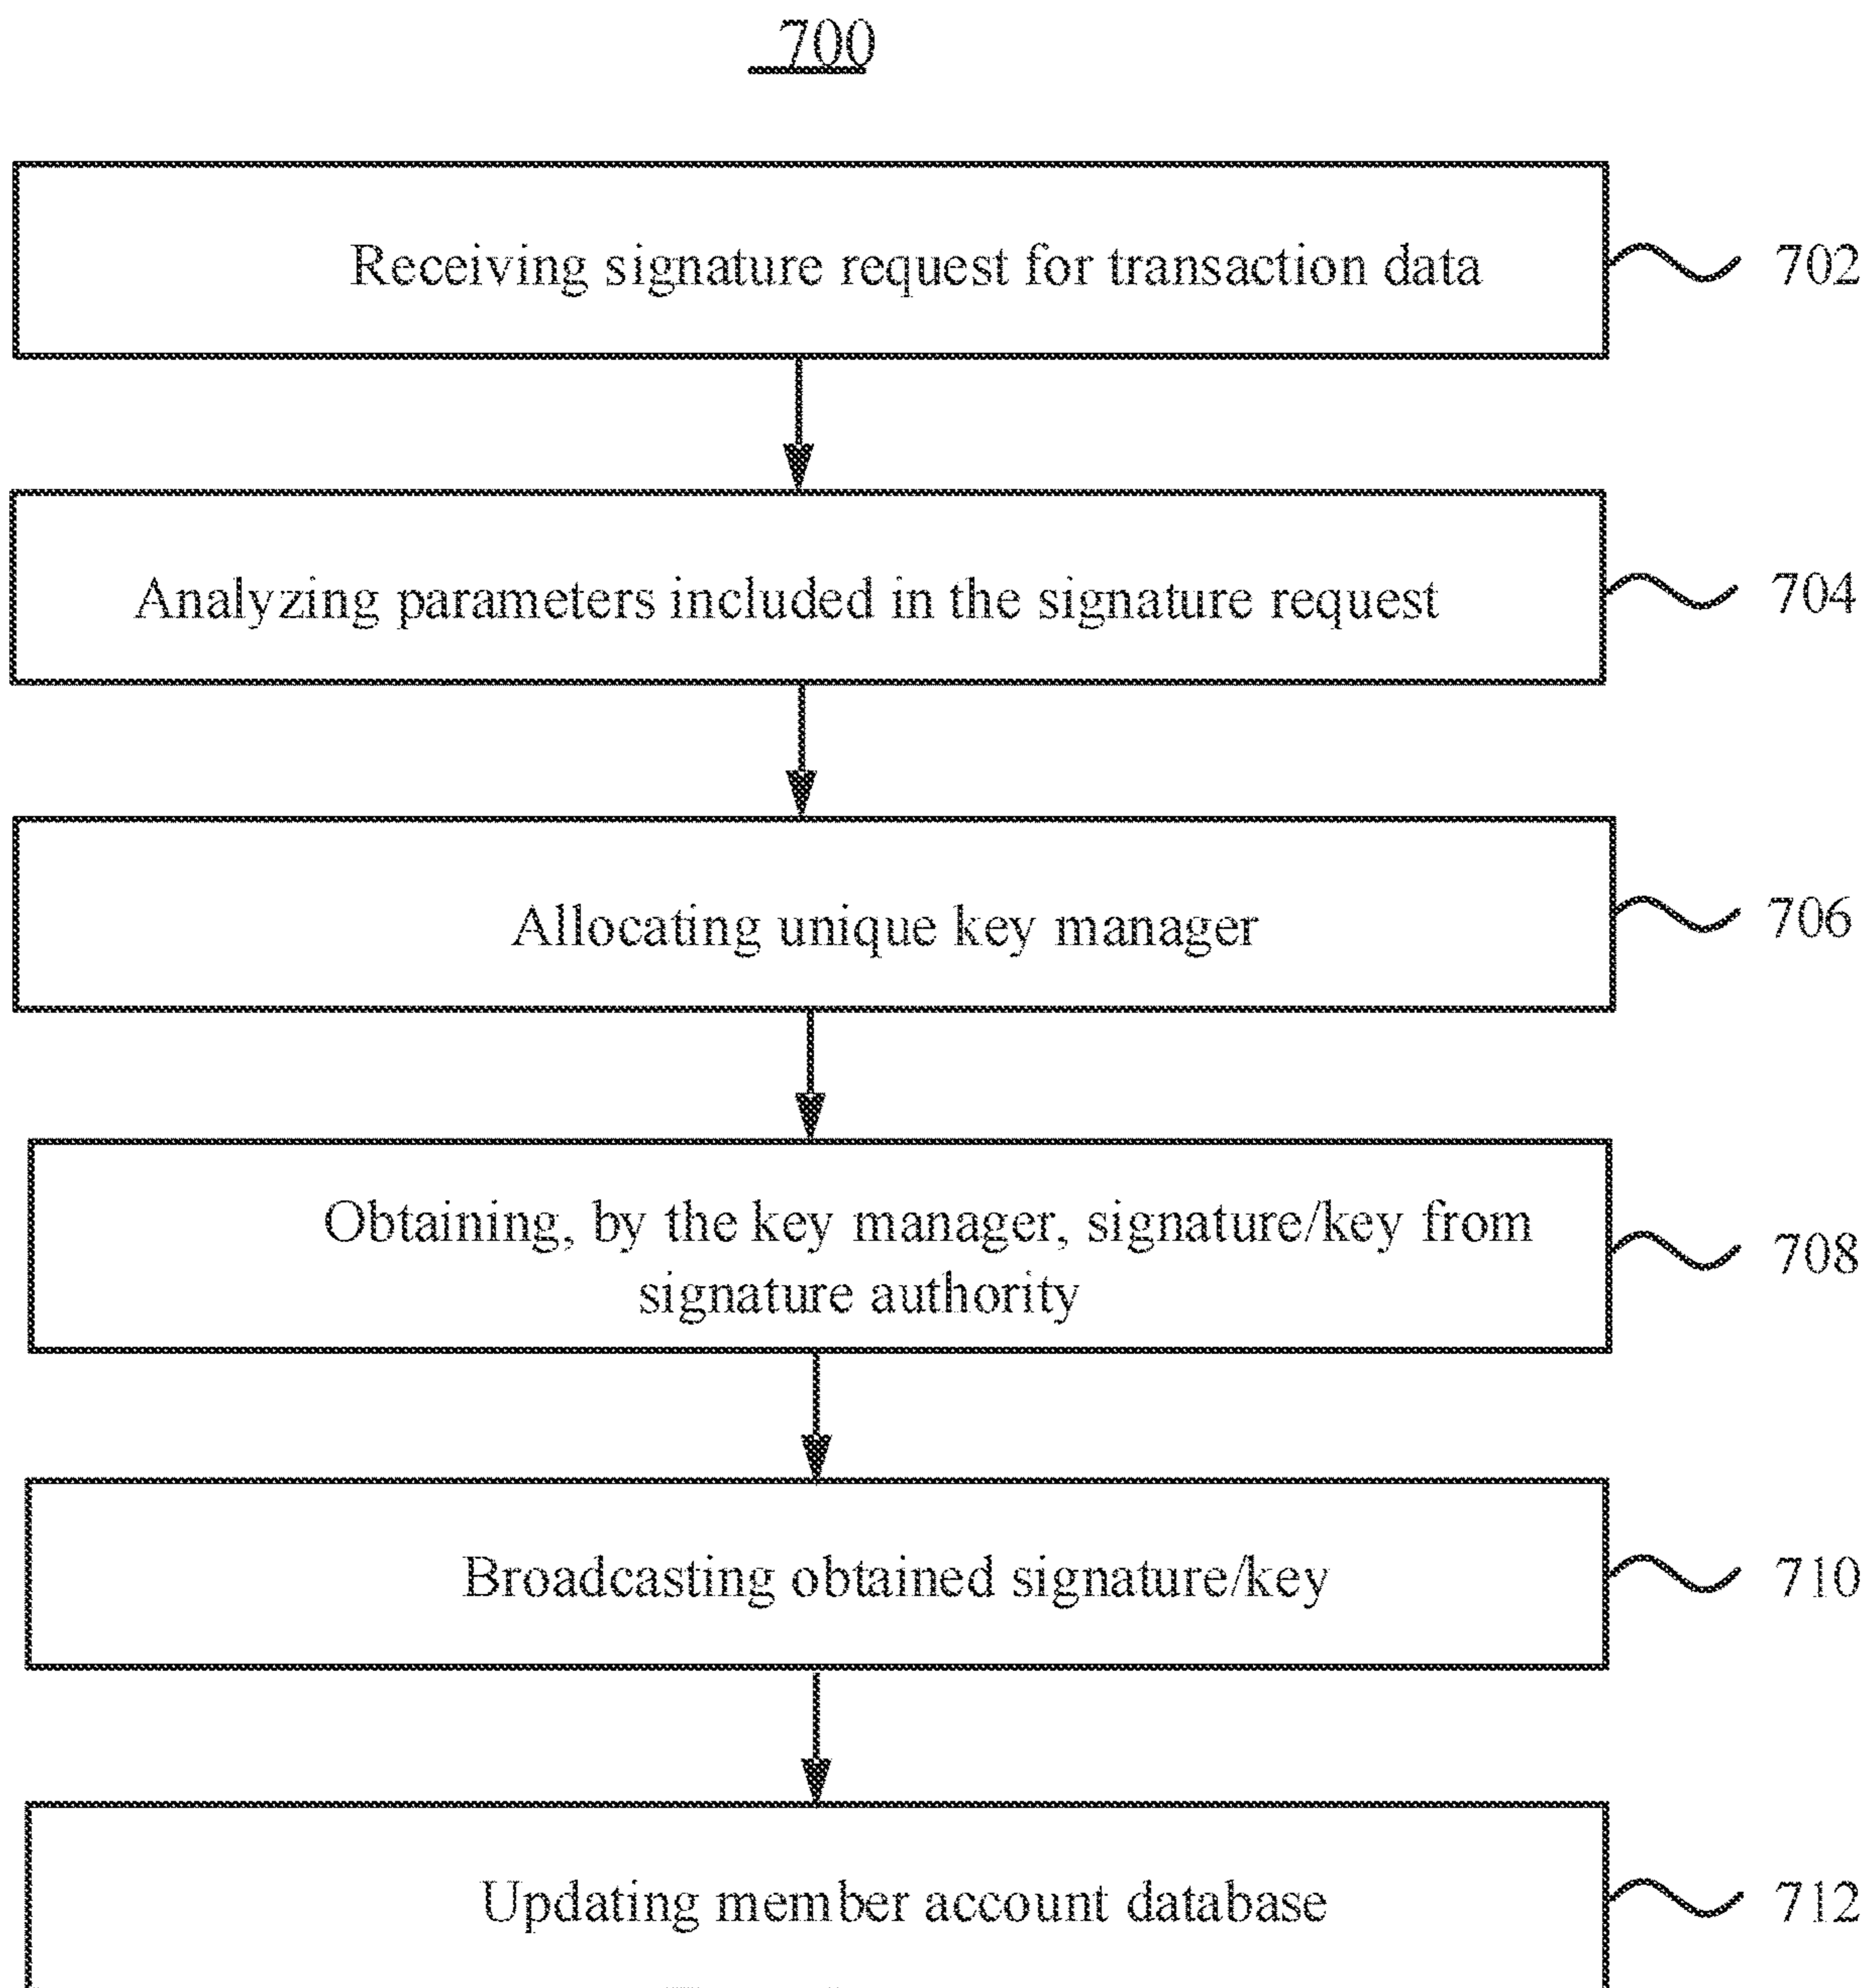 700
Receiving signature request for transaction data
702
Analyzing parameters included in the signature request
704
Allocating unique key manager
706
Obtaining, by the key manager, signature/key from
signature authority
708
Broadcasting obtained signature/key
710
Updating member account database
712